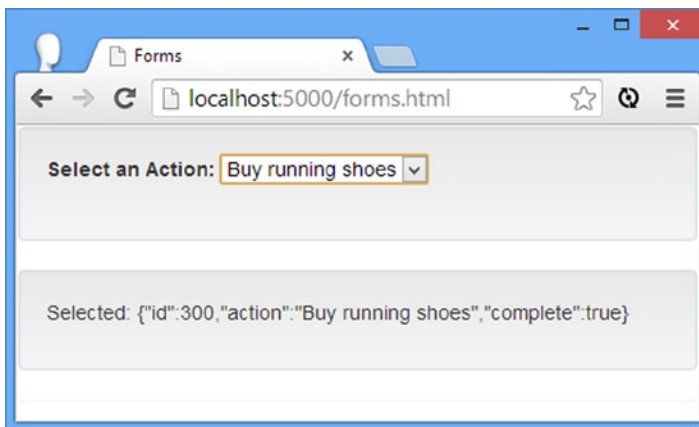 Forms
localhost:5000/forms.html
Select an Action: Buy running shoes
Selected: {"id":300,"action":"Buy running shoes","complete":true}